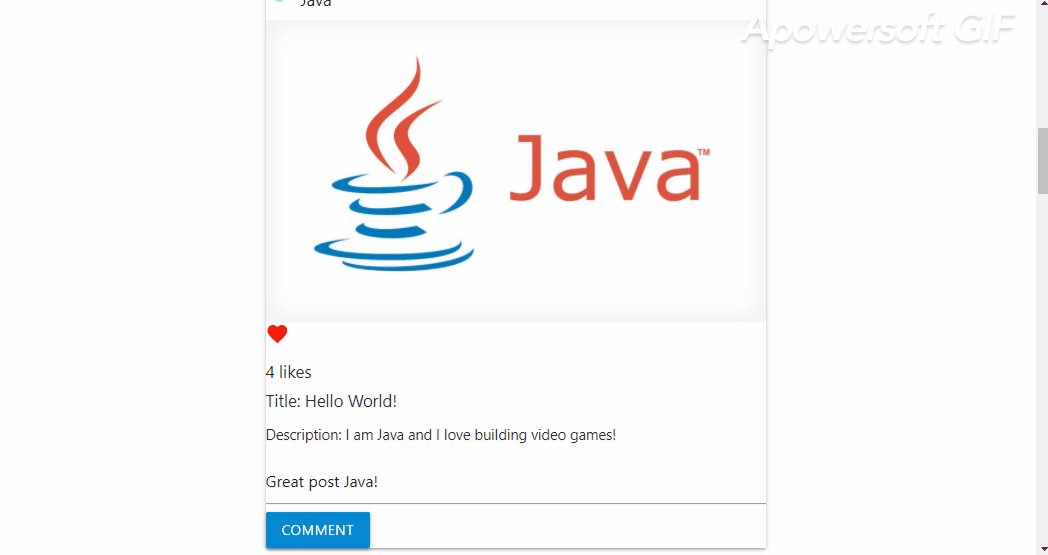 Java
Apowersoft GIF
Java™
4 likes
Title: Hello World!
Description: I am Java and I love building video games!
Great post Java!
COMMENT